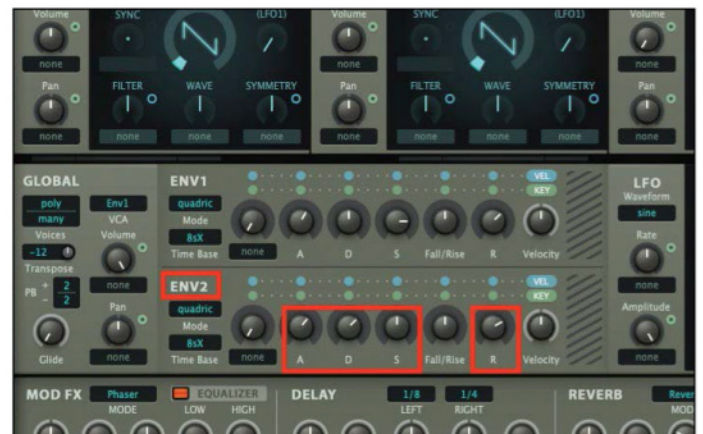 Volume SYNC (LFO1) Volume SYNC (LFO1) Volume
none none none
Pan FILTER WAVE SYMMETRY Pan FILTER WAVE SYMMETRY Pan
none none none none none none none none none
GLOBAL ENV1 VEL LFO
KEY Waveform
poly Env1 quadric sine
many VCA Mode
Voices Volume 8sX Rate
-12 Time Base none A D S Fall/Rise R Velocity
Transpose none ENV2 VEL none
PB + 2 KEY
- 2 Pan quadric Amplitude
Mode
8sX
Glide none Time Base none A D S Fall/Rise R Velocity none
MOD FX Phaser EQUALIZER DELAY 1/8 1/4 REVERB
MODE LOW HIGH LEFT RIGHT